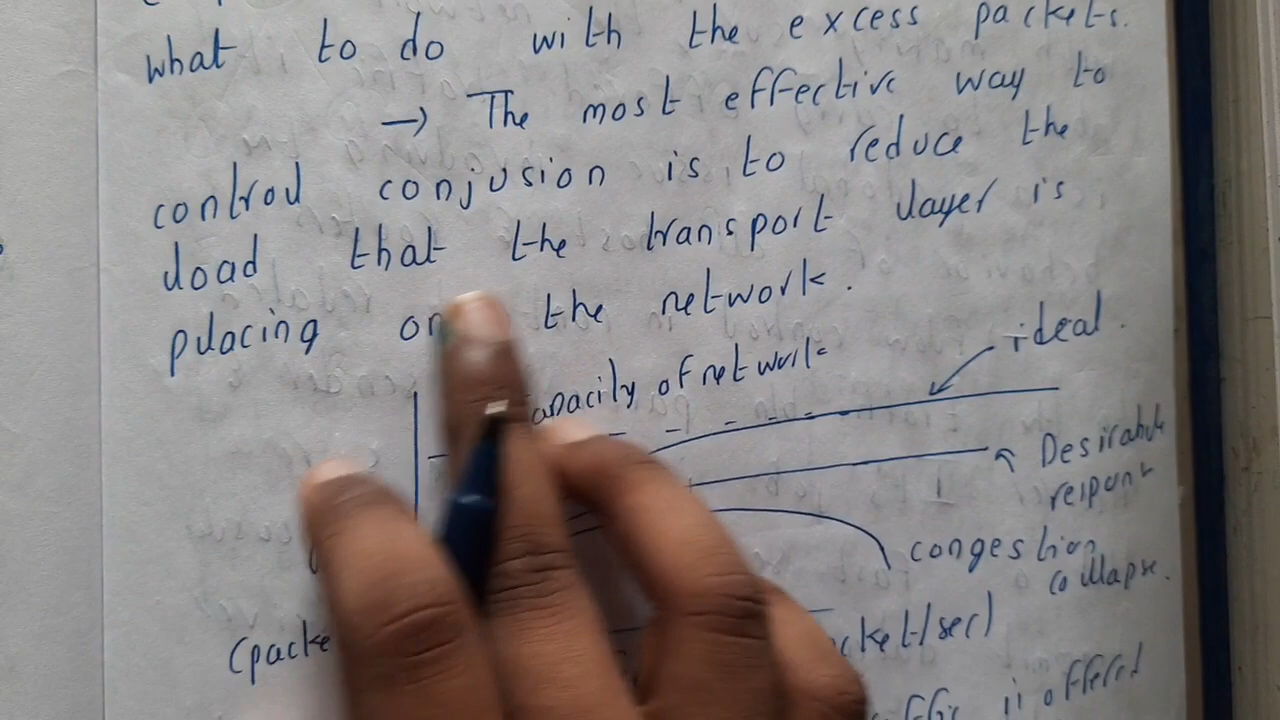 what to do with the excess packets.
→ The most effective way to
control conjusion is to reduce the
load that the transport layer is
placing on the network.
ideal.
capacity of network
Desirable
congestion
collapse.
(packe
cket/sec)
is offered